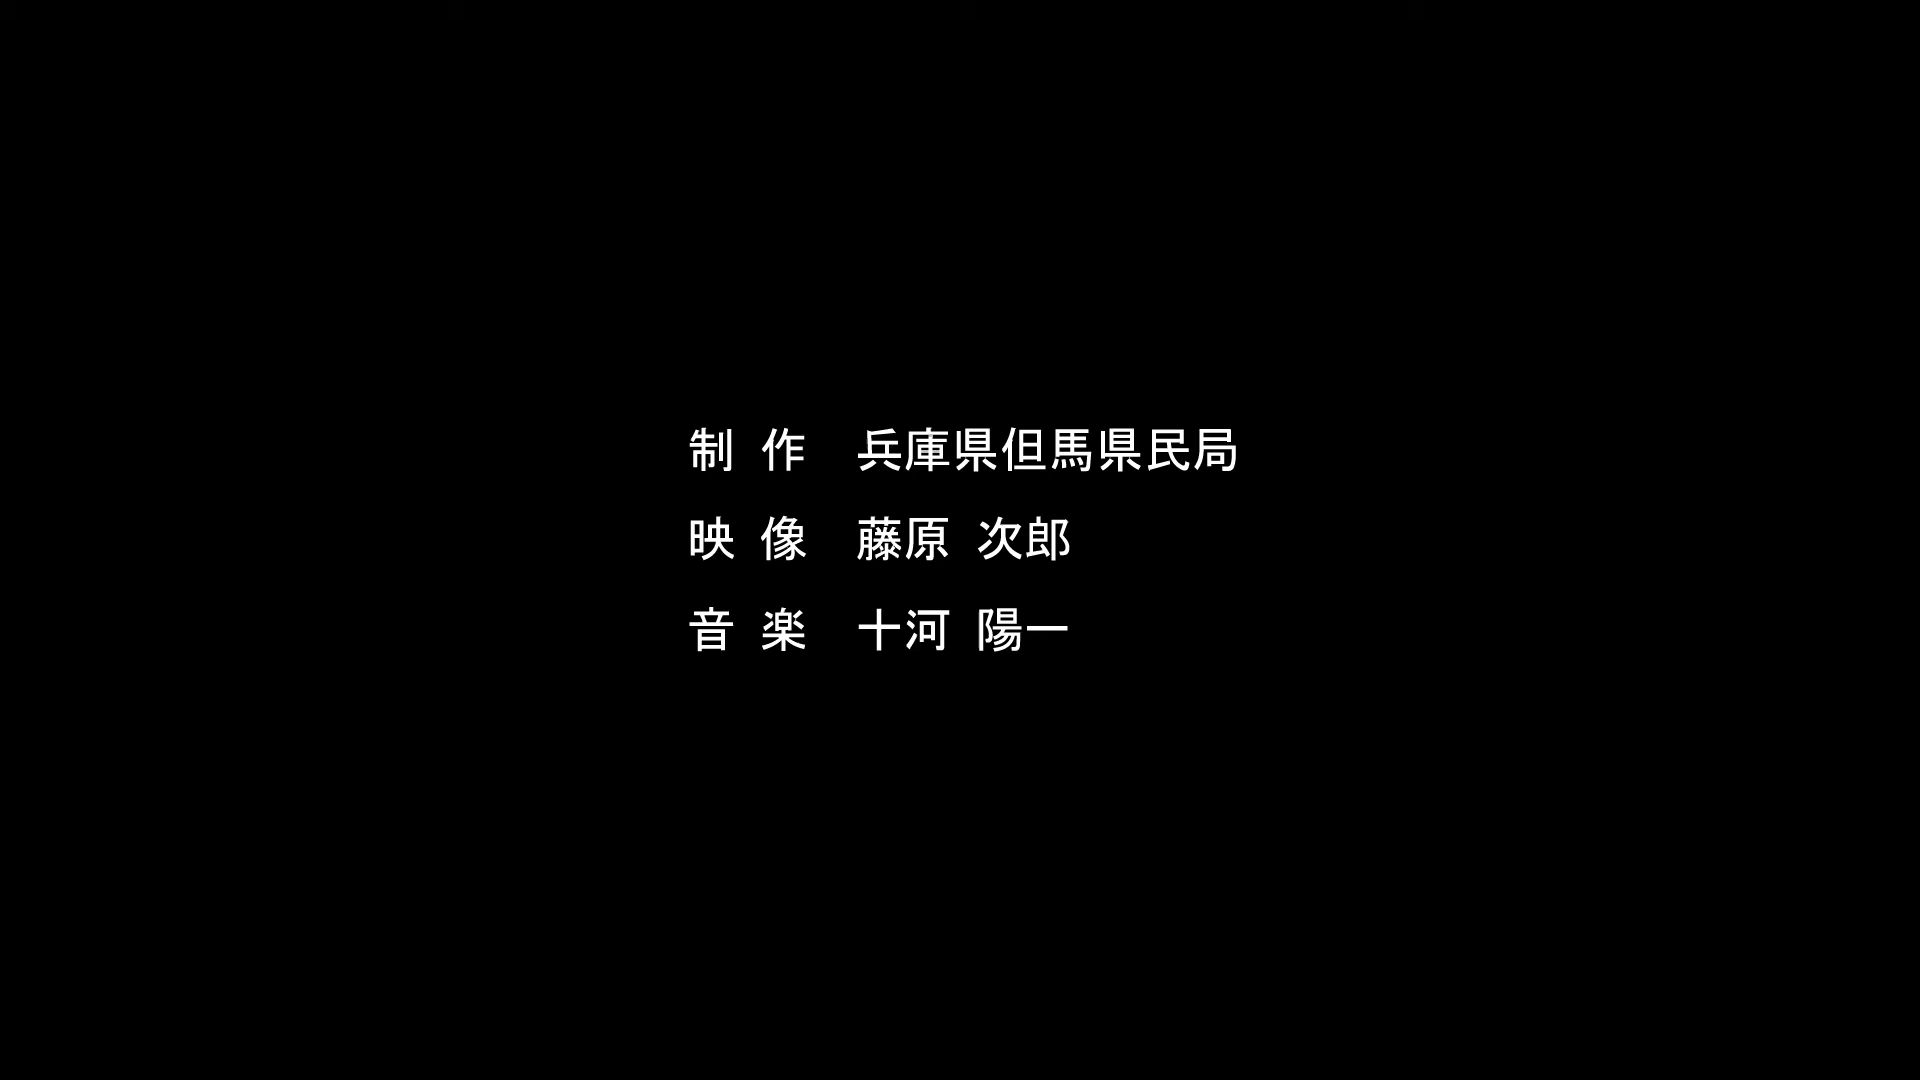 制 作　兵庫県但馬県民局
映 像　藤原 次郎
音 楽　十河 陽一